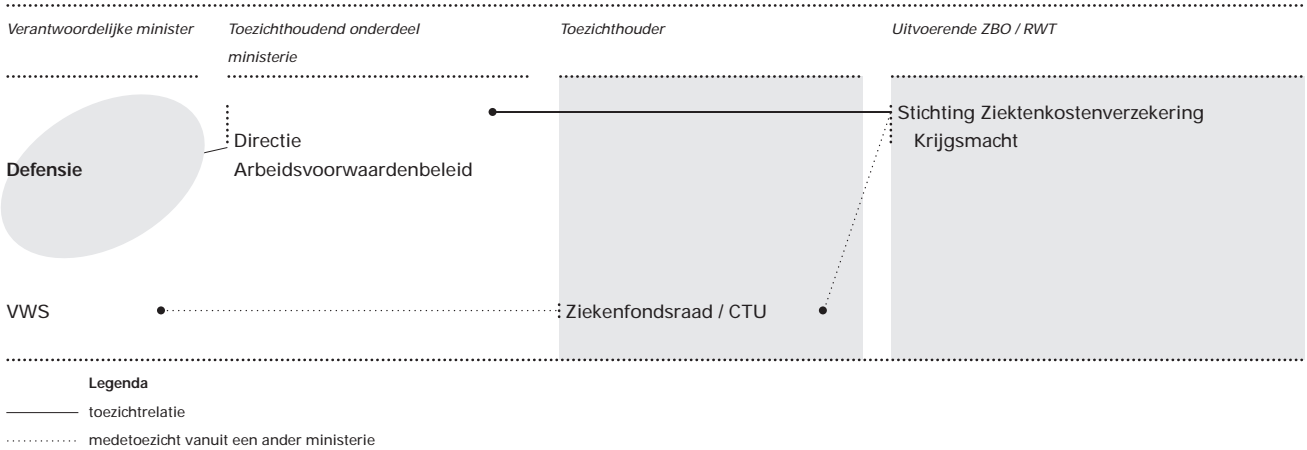 Verantwoordelijke minister
Toezichthoudend onderdeel
ministerie
Toezichthouder
Uitvoerende ZBO / RWT
Defensie
Directie
Arbeidsvoorwaardenbeleid
Stichting Ziektenkostenverzekering
Krijgsmacht
VWS
Ziekenfondsraad / CTU
Legenda
toezichtrelatie
medetoezicht vanuit een ander ministerie